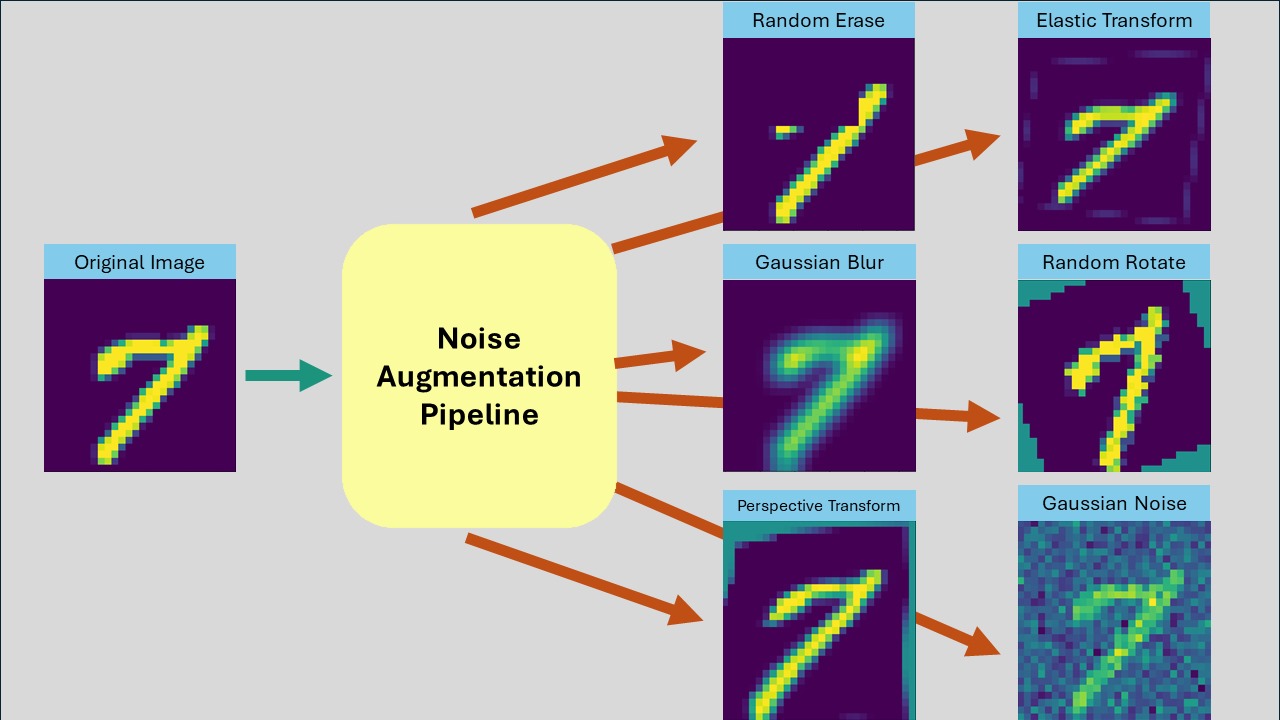 Random Erase
Elastic Transform
Original Image
Gaussian Blur
Random Rotate
Noise
Augmentation
Pipeline
Perspective Transform
Gaussian Noise